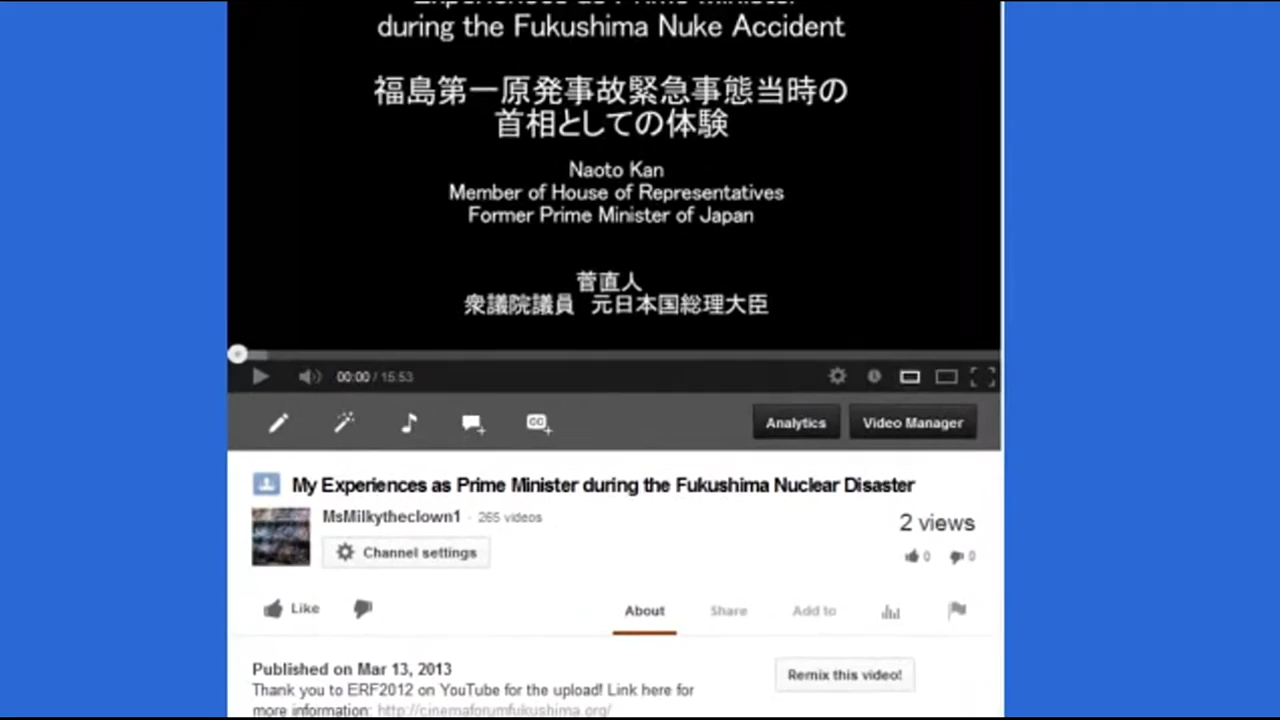 Experiences as Prime Minister
during the Fukushima Nuke Accident
福島第一原発事故緊急事態当時の
首相としての体験
Naoto Kan
Member of House of Representatives
Former Prime Minister of Japan
菅直人
衆議院議員 元日本国総理大臣
00:00 / 15:53
CC
Analytics
Video Manager
My Experiences as Prime Minister during the Fukushima Nuclear Disaster
MsMilkytheclown1 · 265 videos
2 views
Channel settings
0 0
Like
About Share Add to
Published on Mar 13, 2013
Remix this video!
Thank you to ERF2012 on YouTube for the upload! Link here for
more information: http://cinemaforumfukushima.org/